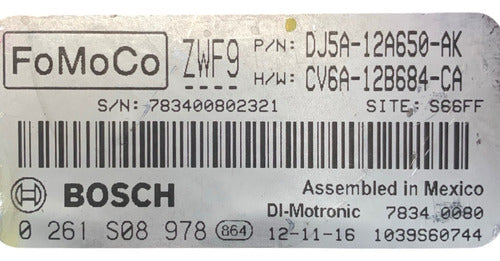 FoMoCo ZWF9 P/N: DJ5A-12A650-AK
H/W: CV6A-12B684-CA
S/N: 783400802321 SITE: S66FF
BOSCH Assembled in Mexico
DI-Motronic 7834 0080
0 261 S08 978 864 12-11-16 1039S60744